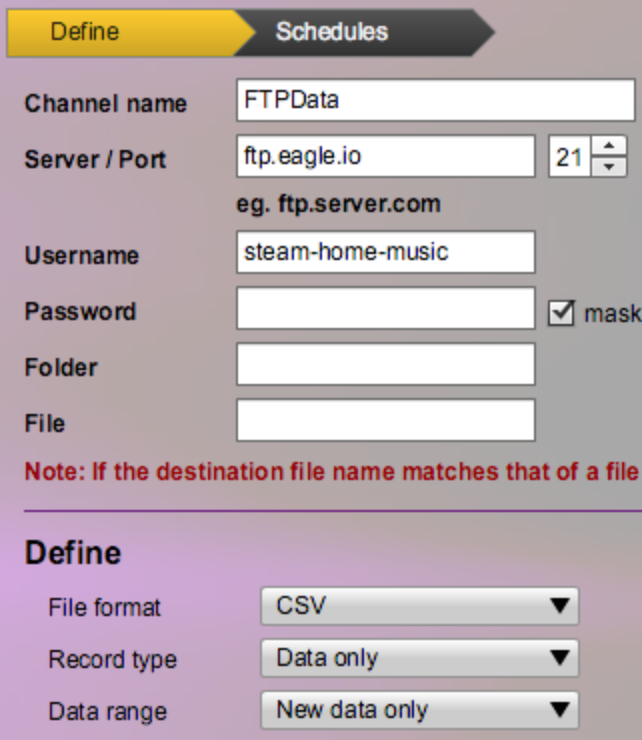 Define Schedules
Channel name FTPData
Server / Port ftp.eagle.io 21
eg. ftp.server.com
Username steam-home-music
Password mask
Folder
File
Note: If the destination file name matches that of a file
Define
File format CSV
Record type Data only
Data range New data only